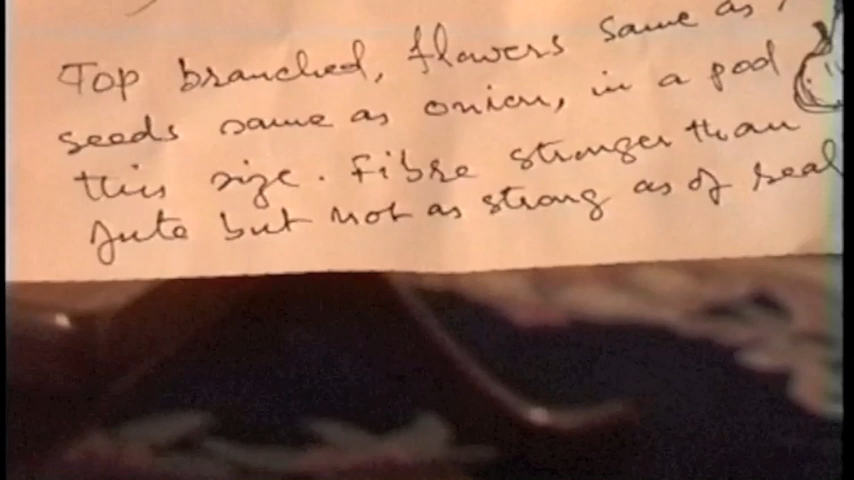 Top branched, flowers same as
seeds same as onion, in a pod
this size. Fibre stronger than
Jute but not as strong as of real